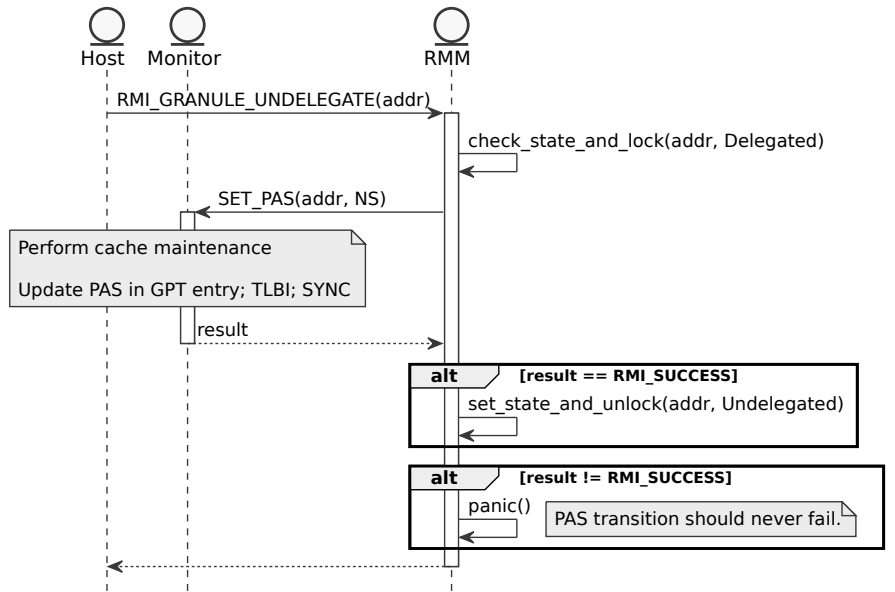 Host
Monitor
RMM
RMI_GRANULE_UNDELEGATE(addr)
check_state_and_lock(addr, Delegated)
SET_PAS(addr, NS)
Perform cache maintenance
Update PAS in GPT entry; TLBI; SYNC
result
alt [result == RMI_SUCCESS]
set_state_and_unlock(addr, Undelegated)
alt [result != RMI_SUCCESS]
panic()
PAS transition should never fail.